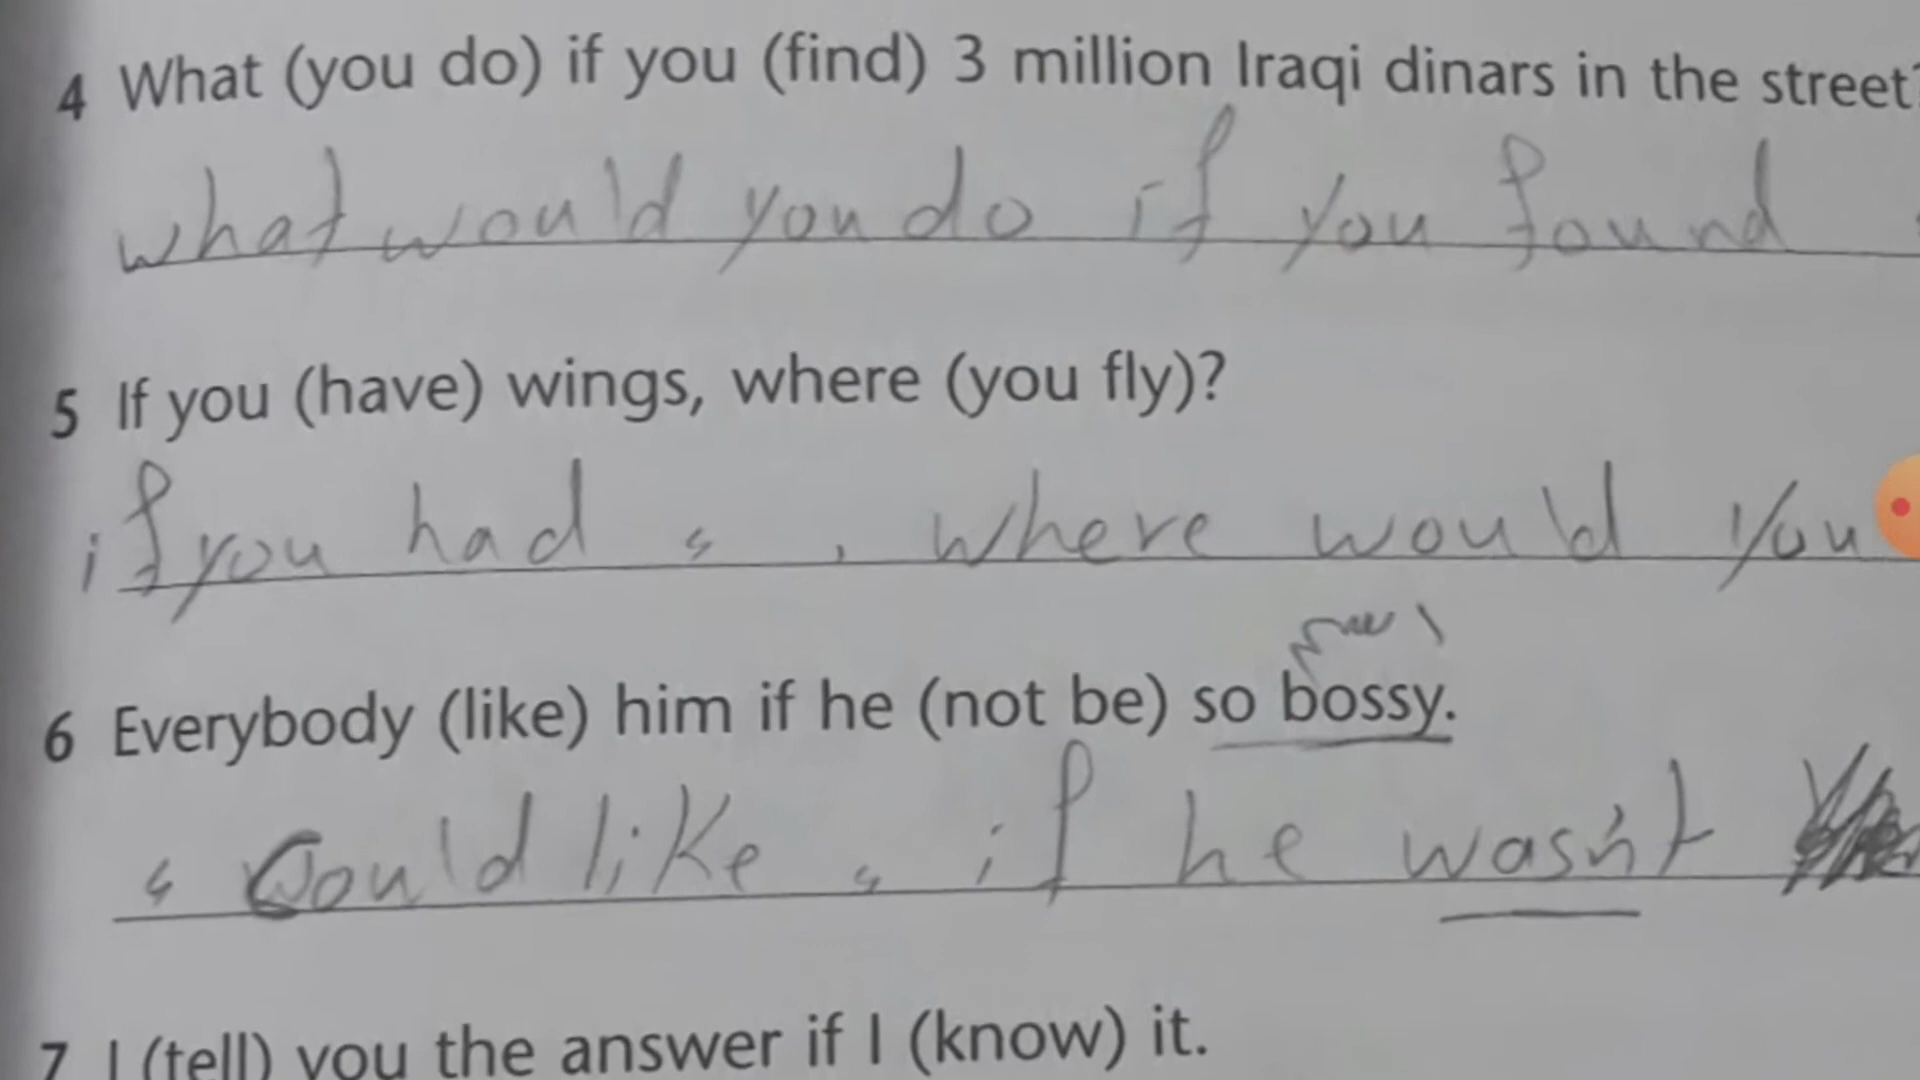 4 What (you do) if you (find) 3 million Iraqi dinars in the street?
what would you do if you found
5 If you (have) wings, where (you fly)?
if you had , where would you
6 Everybody (like) him if he (not be) so bossy.
would like if he wasn't
7 I (tell) you the answer if I (know) it.